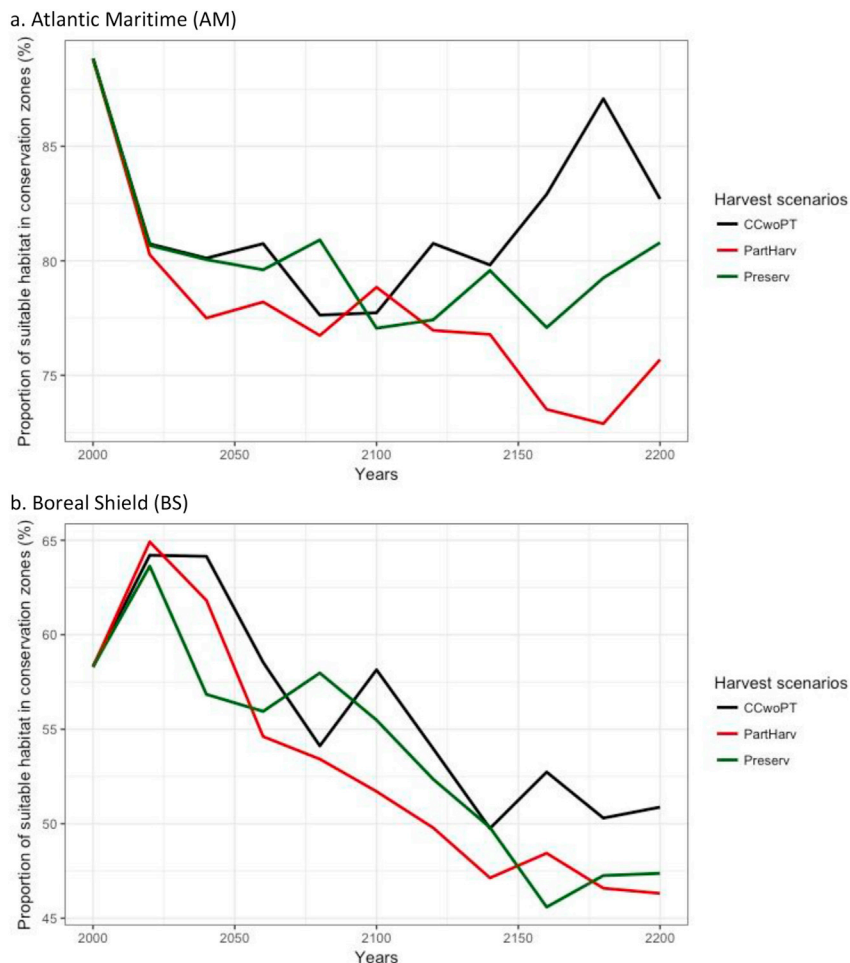 a. Atlantic Maritime (AM)
Proportion of suitable habitat in conservation zones (%)
85
80
75
2000 2050 2100 2150 2200
Years
Harvest scenarios
CCwoPT
PartHarv
Preserv
b. Boreal Shield (BS)
Proportion of suitable habitat in conservation zones (%)
65
60
55
50
45
2000 2050 2100 2150 2200
Years
Harvest scenarios
CCwoPT
PartHarv
Preserv